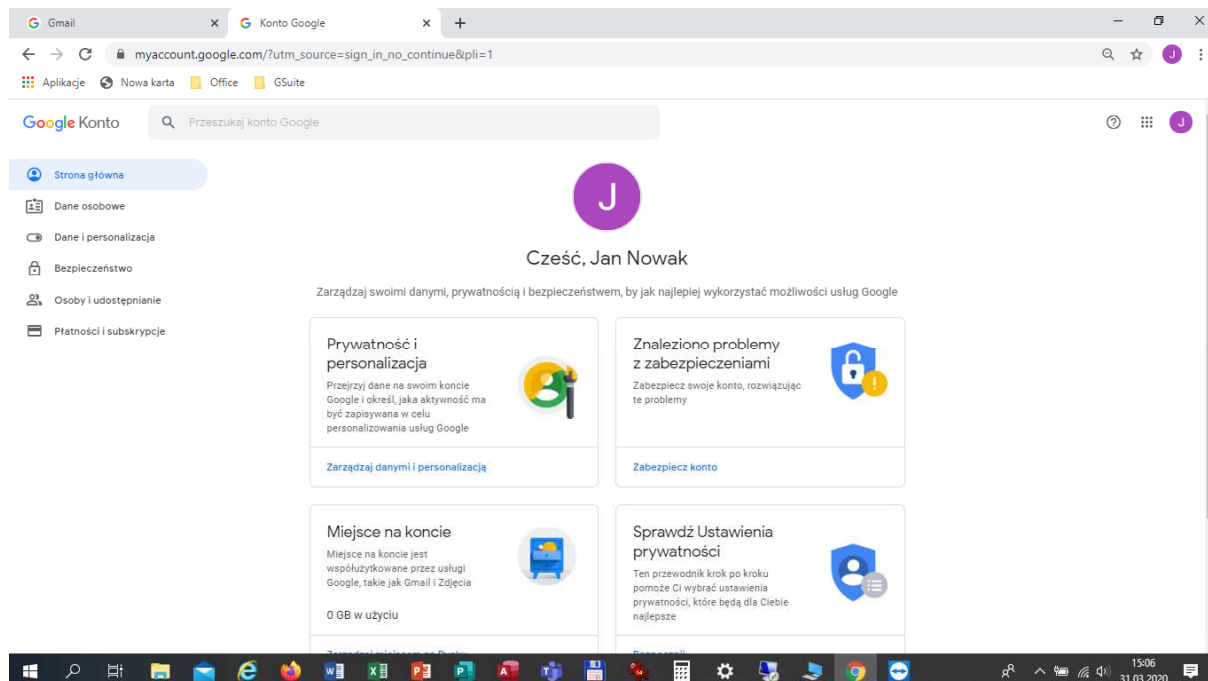 G Gmail
G Konto Google
myaccount.google.com/?utm_source=sign_in_no_continue&pli=1
J
Aplikacje Nowa karta Office GSuite
Google Konto
Przeszukaj konto Google
J
Strona główna
Dane osobowe
Dane i personalizacja
Bezpieczeństwo
Osoby i udostępnianie
Płatności i subskrypcje
J
Cześć, Jan Nowak
Zarządzaj swoimi danymi, prywatnością i bezpieczeństwem, by jak najlepiej wykorzystać możliwości usług Google
Prywatność i
personalizacja
Przejrzyj dane na swoim koncie
Google i określ, jaka aktywność ma
być zapisywana w celu
personalizowania usług Google
Zarządzaj danymi i personalizacją
Znaleziono problemy
z zabezpieczeniami
Zabezpiecz swoje konto, rozwiązując
te problemy.
Zabezpiecz konto
Miejsce na koncie
Miejsce na koncie jest
współużytkowane przez usługi
Google, takie jak Gmail i Zdjęcia
0 GB w użyciu
Sprawdź Ustawienia
prywatności
Ten przewodnik krok po kroku
pomoże Ci wybrać ustawienia
prywatności, które będą dla Ciebie
najlepsze
15:06
31.03.2020